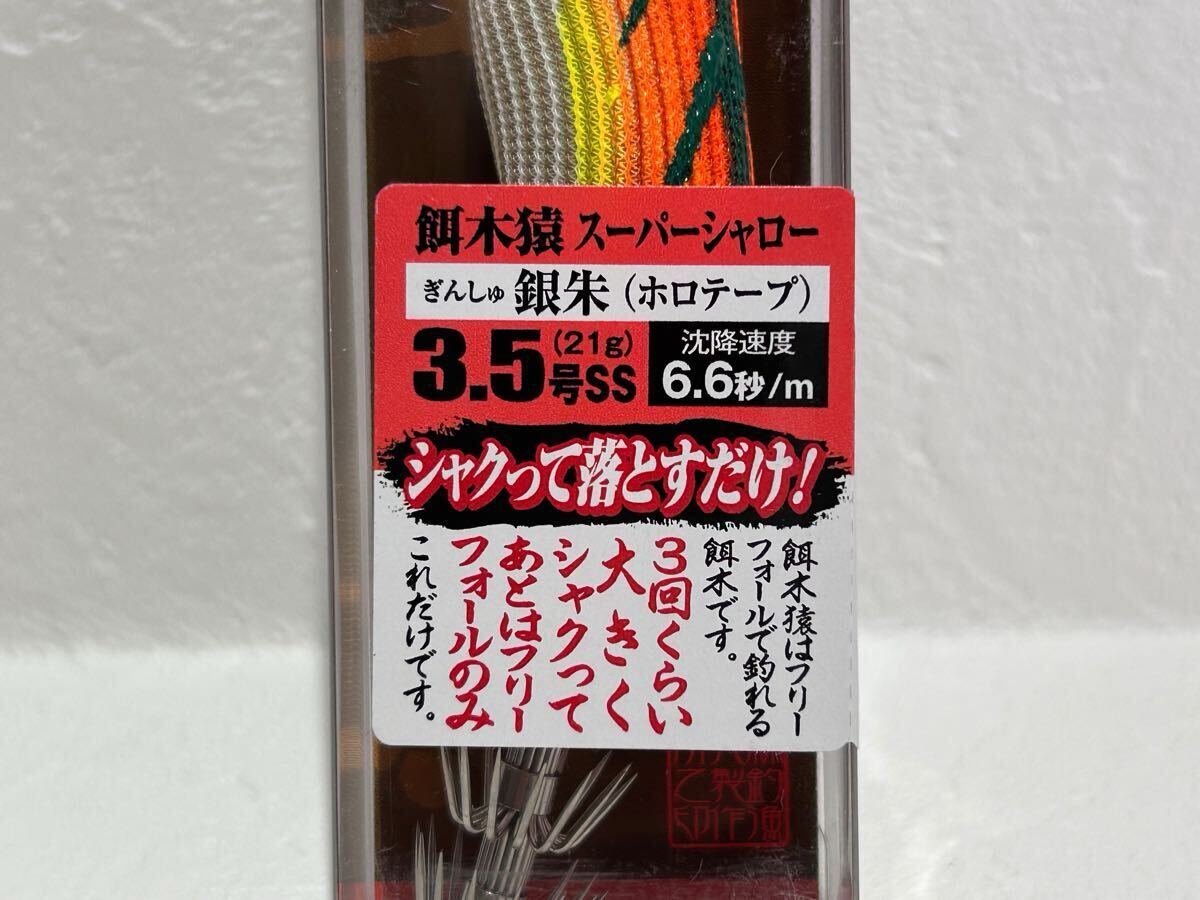 餌木猿 スーパーシャロー
ぎんしゅ 銀朱（ホロテープ）
3.5号SS (21g)
沈降速度
6.6秒/m
シャクって落とすだけ!
餌木猿はフリー
フォールで釣れる
餌木です。
3回くらい
大きく
シャクって
あとはフリー
フォールのみ
これだけです。